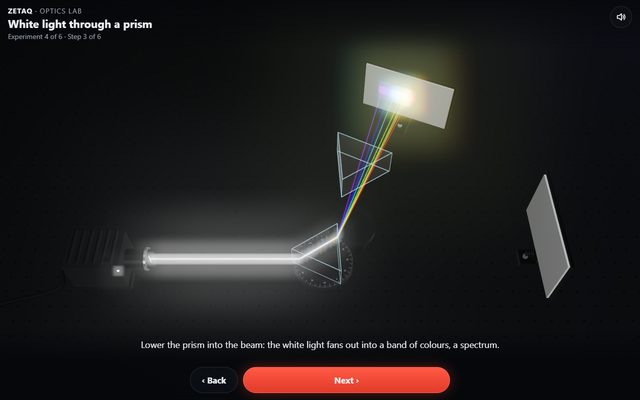 ZETAQ · OPTICS LAB
White light through a prism
Experiment 4 of 6 · Step 3 of 6
Lower the prism into the beam: the white light fans out into a band of colours, a spectrum.
‹ Back
Next ›